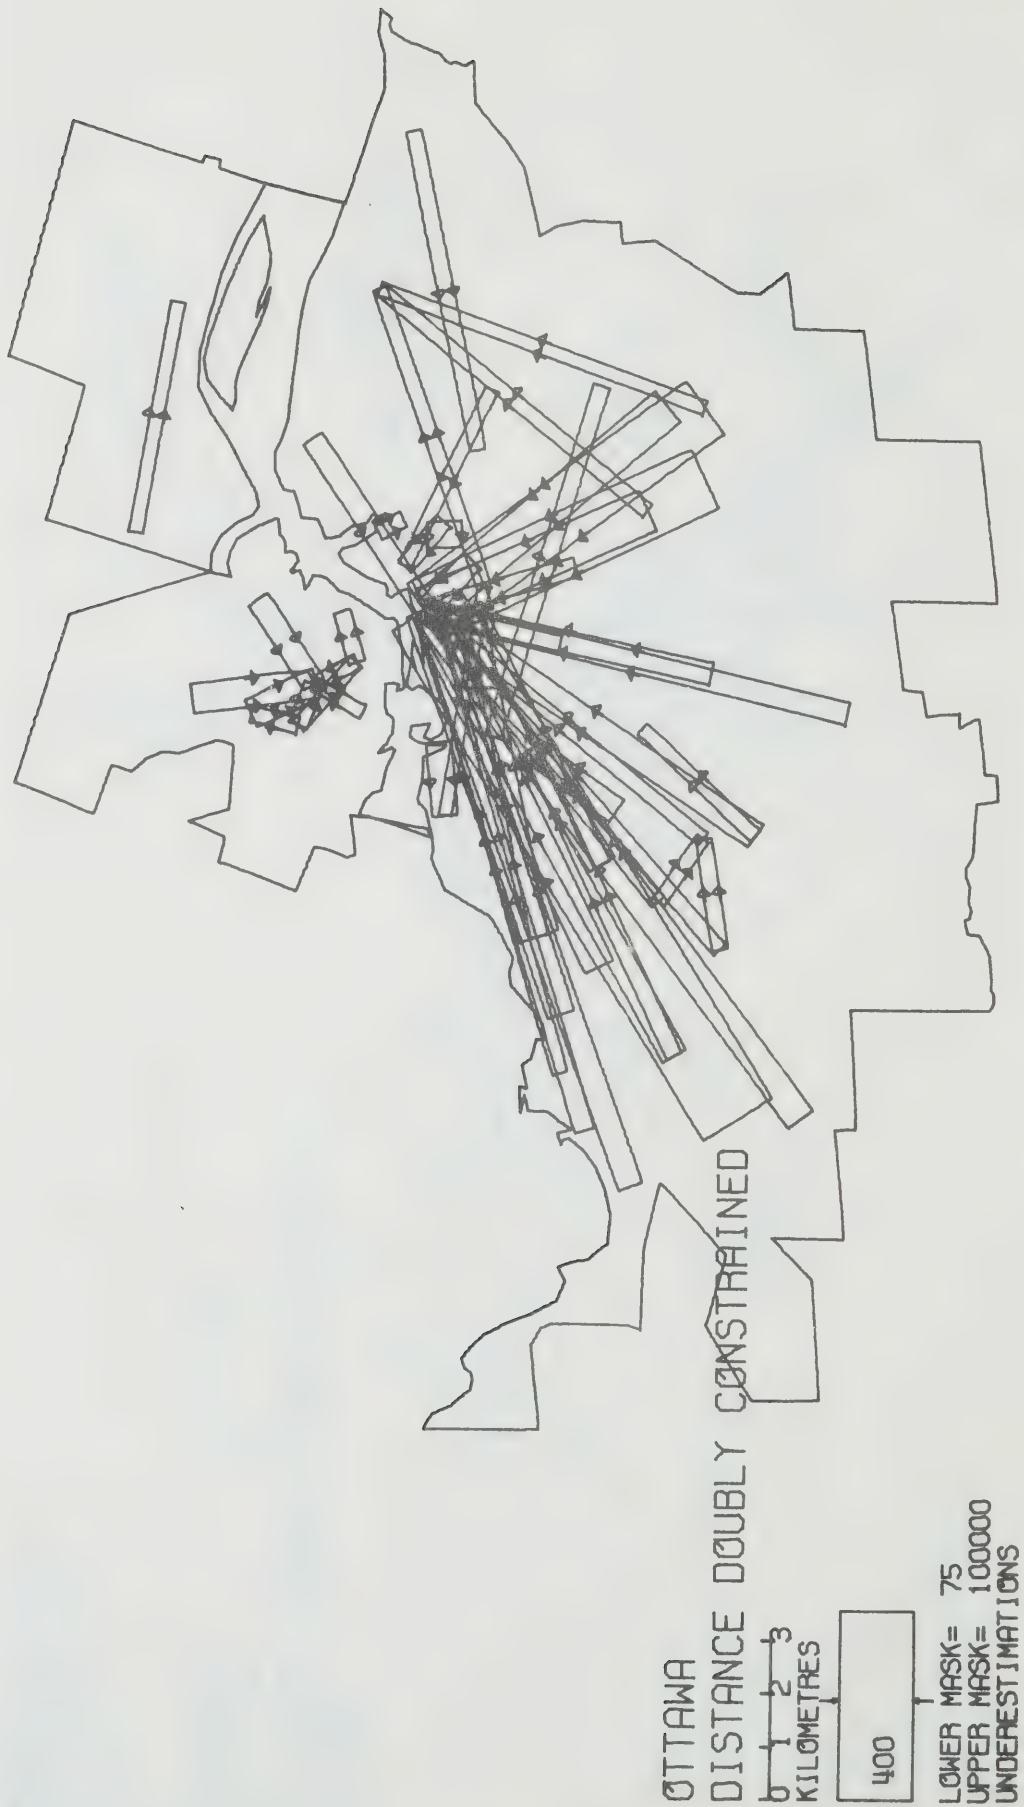 OTTAWA
DISTANCE DOUBLY CONSTRAINED
0 1 2 3
KILOMETRES
400
LOWER MASK= 75
UPPER MASK= 100000
UNDERESTIMATIONS